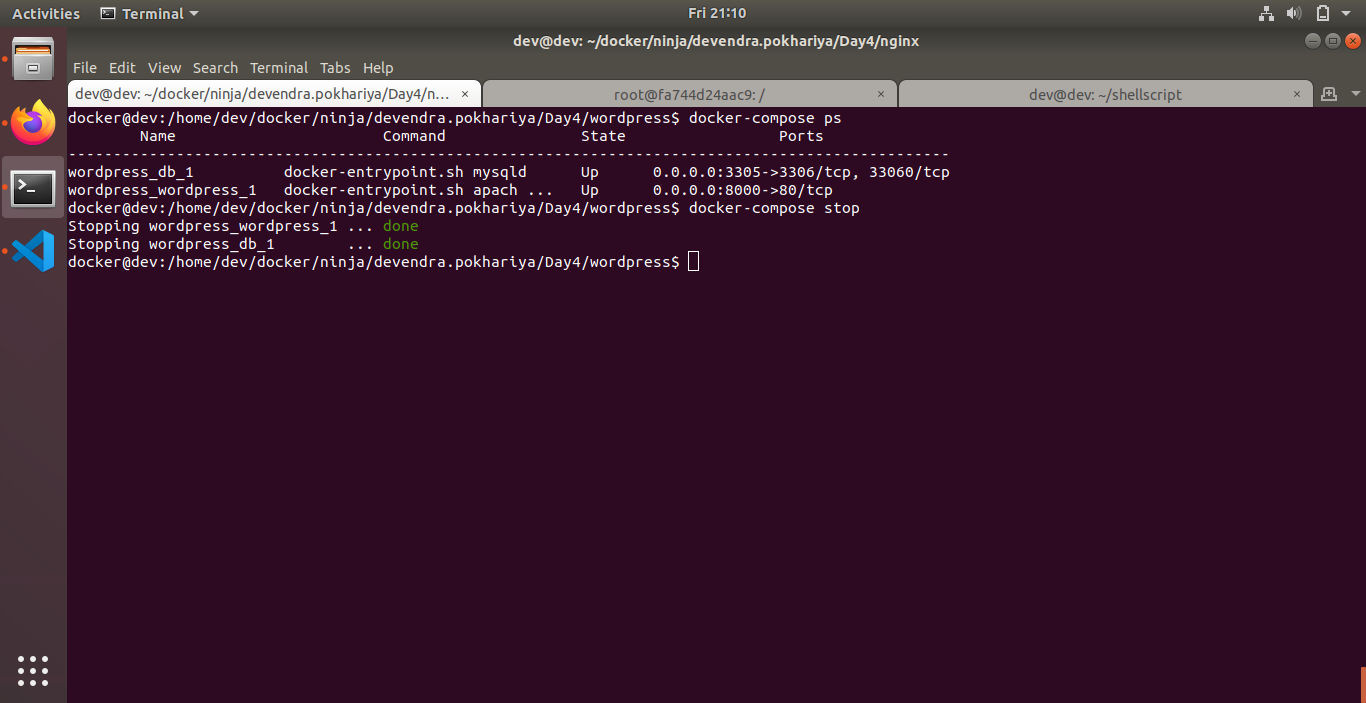 Activities Terminal Fri 21:10
dev@dev: ~/docker/ninja/devendra.pokhariya/Day4/nginx
File Edit View Search Terminal Tabs Help
dev@dev: ~/docker/ninja/devendra.pokhariya/Day4/n... × root@fa744d24aac9: / × dev@dev: ~/shellscript ×
docker@dev:/home/dev/docker/ninja/devendra.pokhariya/Day4/wordpress$ docker-compose ps
        Name                       Command               State                 Ports
--------------------------------------------------------------------------------------------------
wordpress_db_1          docker-entrypoint.sh mysqld      Up      0.0.0.0:3305->3306/tcp, 33060/tcp
wordpress_wordpress_1   docker-entrypoint.sh apach ...   Up      0.0.0.0:8000->80/tcp
docker@dev:/home/dev/docker/ninja/devendra.pokhariya/Day4/wordpress$ docker-compose stop
Stopping wordpress_wordpress_1 ... done
Stopping wordpress_db_1        ... done
docker@dev:/home/dev/docker/ninja/devendra.pokhariya/Day4/wordpress$